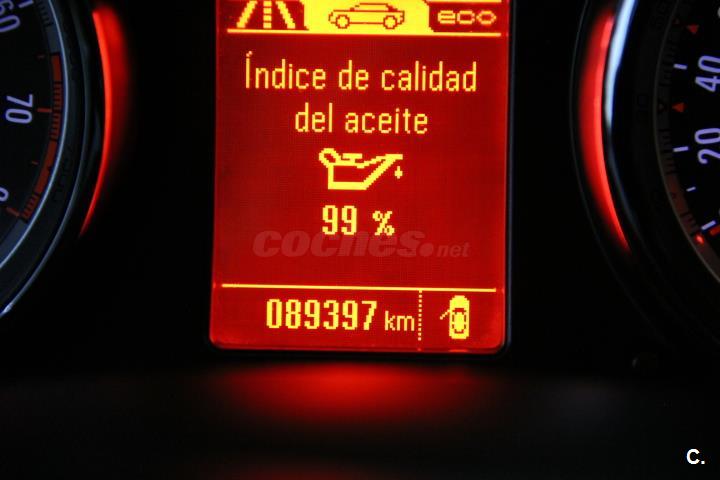 eco
Índice de calidad
del aceite
99 %
coches.net
089397 km
70
40
20
C.